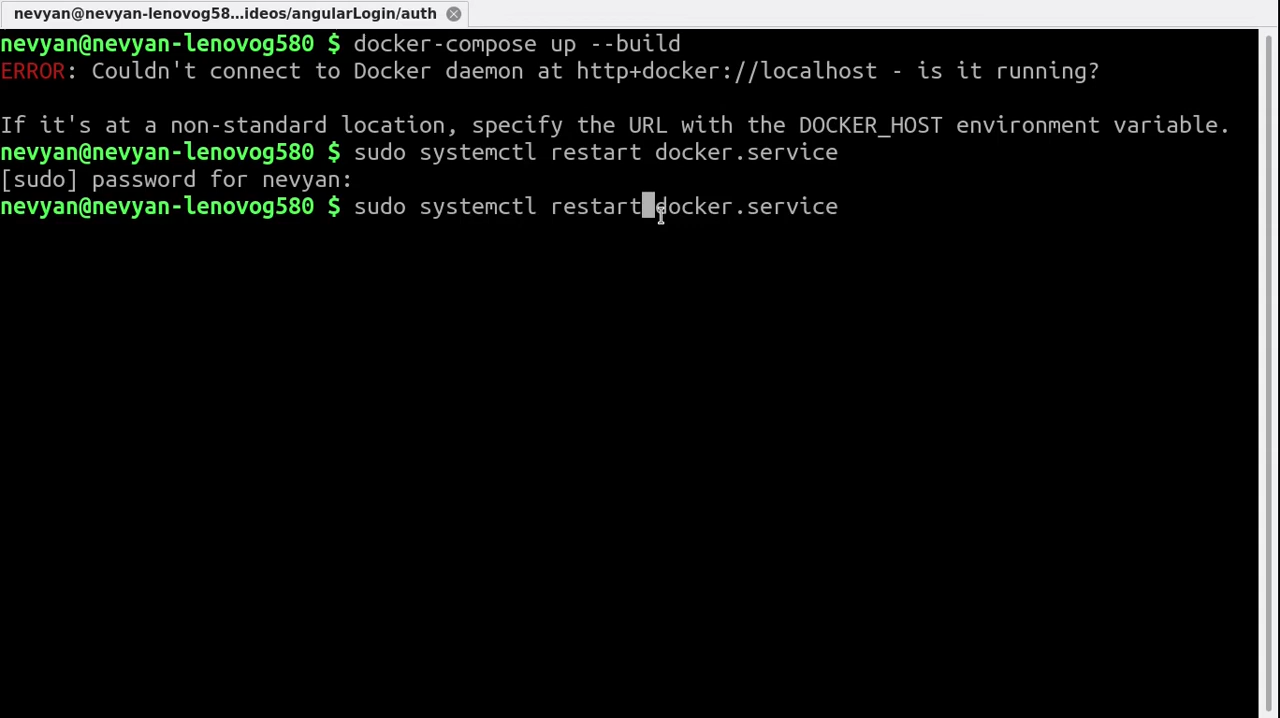 nevyan@nevyan-lenovog58...ideos/angularLogin/auth
nevyan@nevyan-lenovog580 $ docker-compose up --build
ERROR: Couldn't connect to Docker daemon at http+docker://localhost - is it running?
If it's at a non-standard location, specify the URL with the DOCKER_HOST environment variable.
nevyan@nevyan-lenovog580 $ sudo systemctl restart docker.service
[sudo] password for nevyan:
nevyan@nevyan-lenovog580 $ sudo systemctl restart docker.service